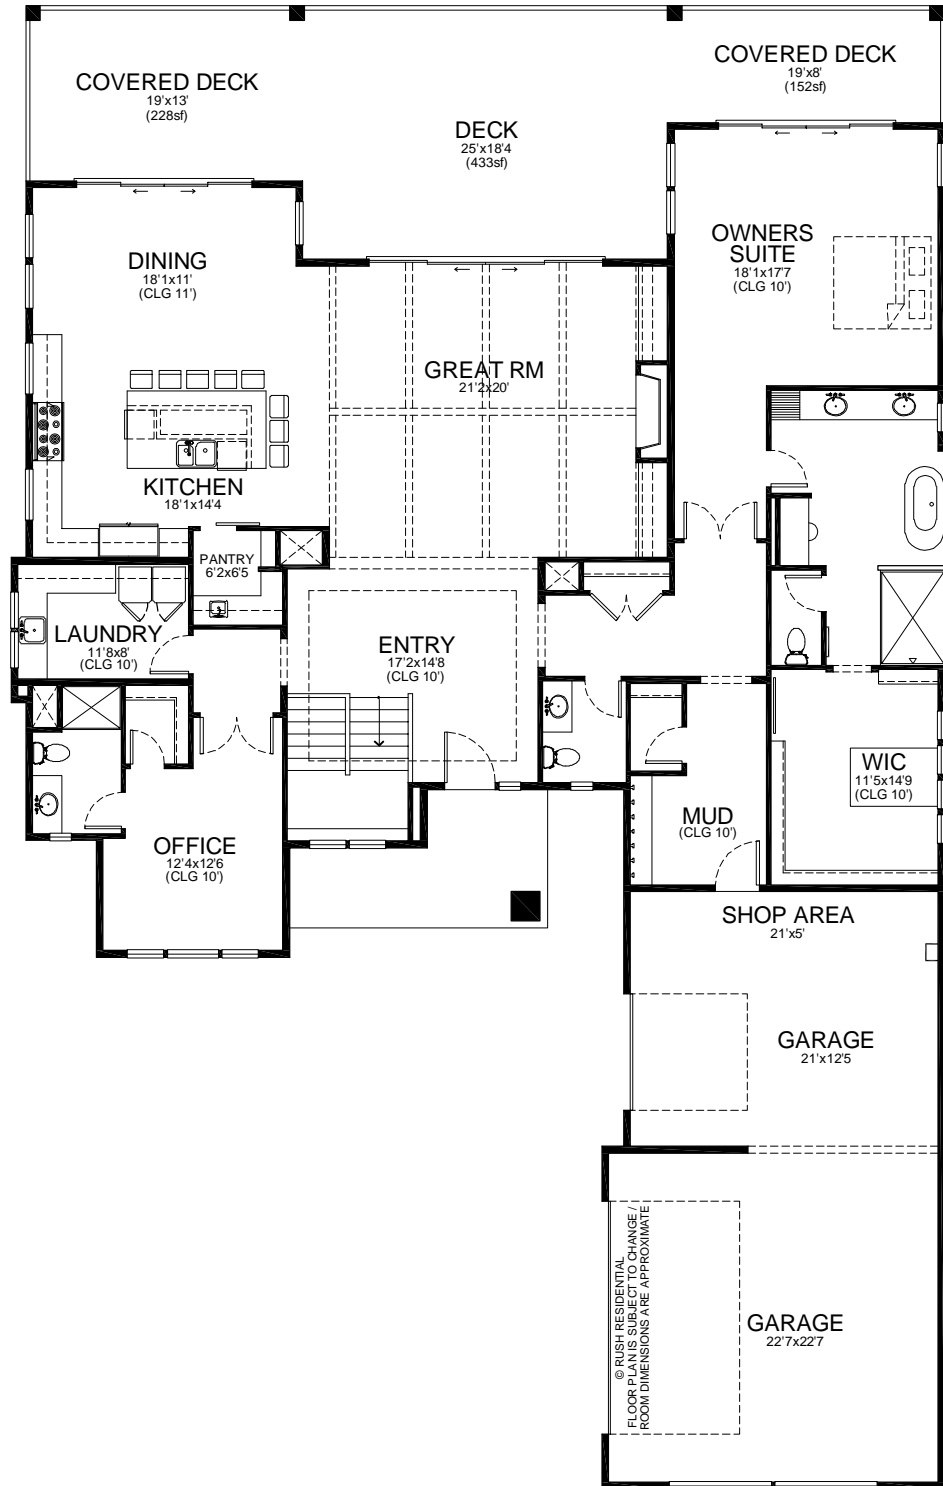 COVERED DECK
19'x13'
(228sf)
COVERED DECK
19'x8'
(152sf)
DECK
25'x18'4
(433sf)
OWNERS
SUITE
18'1x17'7
(CLG 10')
DINING
18'1x11'
(CLG 11')
GREAT RM
21'2x20'
KITCHEN
18'1x14'4
PANTRY
6'2x6'5
LAUNDRY
11'8x8'
(CLG 10')
ENTRY
17'2x14'8
(CLG 10')
WIC
11'5x14'9
(CLG 10')
MUD
(CLG 10')
OFFICE
12'4x12'6
(CLG 10')
SHOP AREA
21'x5'
GARAGE
21'x12'5
GARAGE
22'7x22'7
© RUSH RESIDENTIAL
FLOOR PLAN IS SUBJECT TO CHANGE /
ROOM DIMENSIONS ARE APPROXIMATE